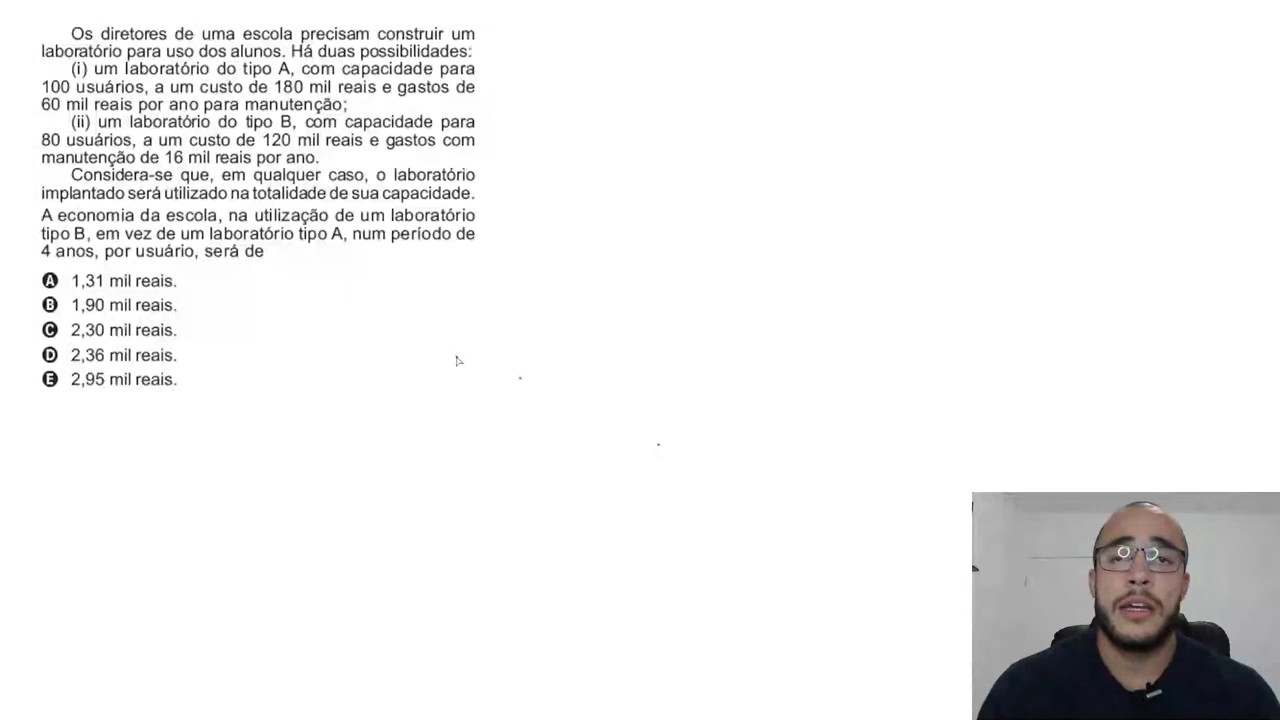 Os diretores de uma escola precisam construir um
laboratório para uso dos alunos. Há duas possibilidades:
(i) um laboratório do tipo A, com capacidade para
100 usuários, a um custo de 180 mil reais e gastos de
60 mil reais por ano para manutenção;
(ii) um laboratório do tipo B, com capacidade para
80 usuários, a um custo de 120 mil reais e gastos com
manutenção de 16 mil reais por ano.
Considera-se que, em qualquer caso, o laboratório
implantado será utilizado na totalidade de sua capacidade.
A economia da escola, na utilização de um laboratório
tipo B, em vez de um laboratório tipo A, num período de
4 anos, por usuário, será de
A 1,31 mil reais.
B 1,90 mil reais.
C 2,30 mil reais.
D 2,36 mil reais.
E 2,95 mil reais.